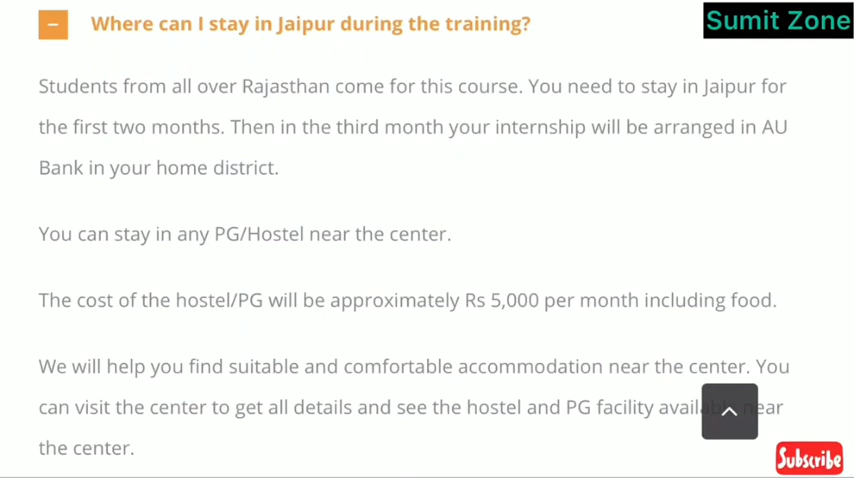 Sumit Zone
Where can I stay in Jaipur during the training?
Students from all over Rajasthan come for this course. You need to stay in Jaipur for
the first two months. Then in the third month your internship will be arranged in AU
Bank in your home district.
You can stay in any PG/Hostel near the center.
The cost of the hostel/PG will be approximately Rs 5,000 per month including food.
We will help you find suitable and comfortable accommodation near the center. You
can visit the center to get all details and see the hostel and PG facility available near
the center.
Subscribe